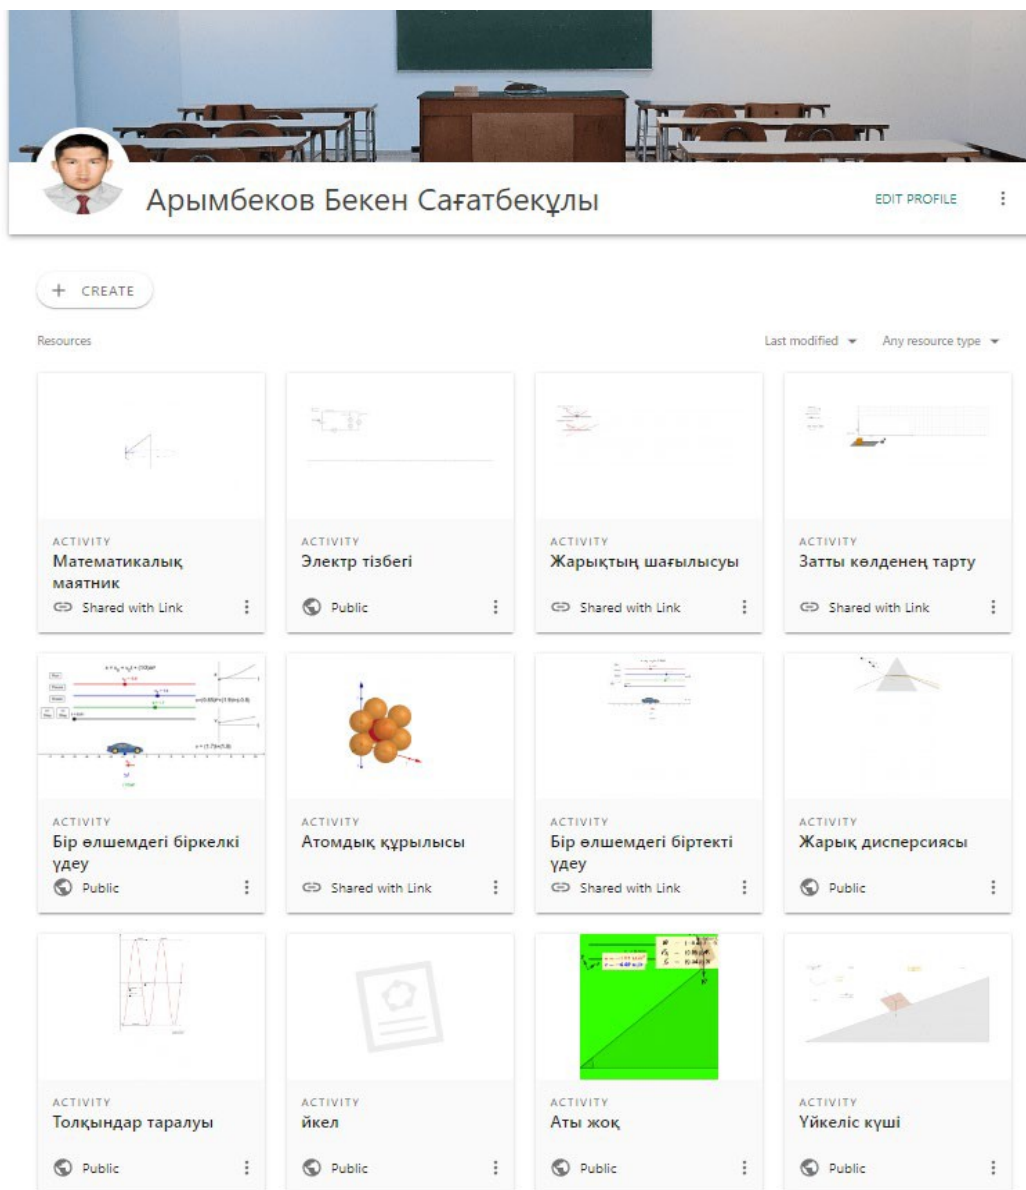 Арымбеков Бекен Сағатбекұлы
EDIT PROFILE
+ CREATE
Resources
Last modified
Any resource type
ACTIVITY
Математикалық
маятник
Shared with Link
ACTIVITY
Электр тізбегі
Public
ACTIVITY
Жарықтың шағылысуы
Shared with Link
ACTIVITY
Затты көлденең тарту
Shared with Link
ACTIVITY
Бір өлшемдегі біркелкі
үдеу
Public
ACTIVITY
Атомдық құрылысы
Shared with Link
ACTIVITY
Бір өлшемдегі біртекті
үдеу
Shared with Link
ACTIVITY
Жарық дисперсиясы
Public
ACTIVITY
Толқындар таралуы
Public
ACTIVITY
йкел
Public
ACTIVITY
Аты жоқ
Public
ACTIVITY
Үйкеліс күші
Public